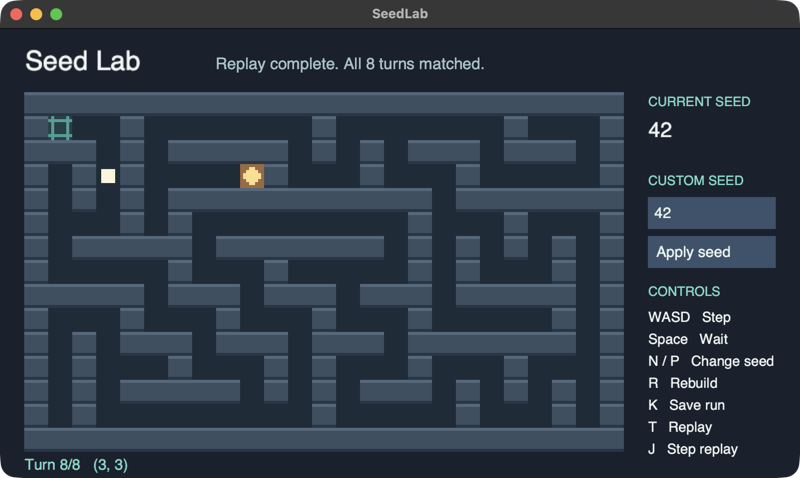 SeedLab
Seed Lab
Replay complete. All 8 turns matched.
CURRENT SEED
42
CUSTOM SEED
42
Apply seed
CONTROLS
WASD Step
Space Wait
N / P Change seed
R Rebuild
K Save run
T Replay
J Step replay
Turn 8/8 (3, 3)